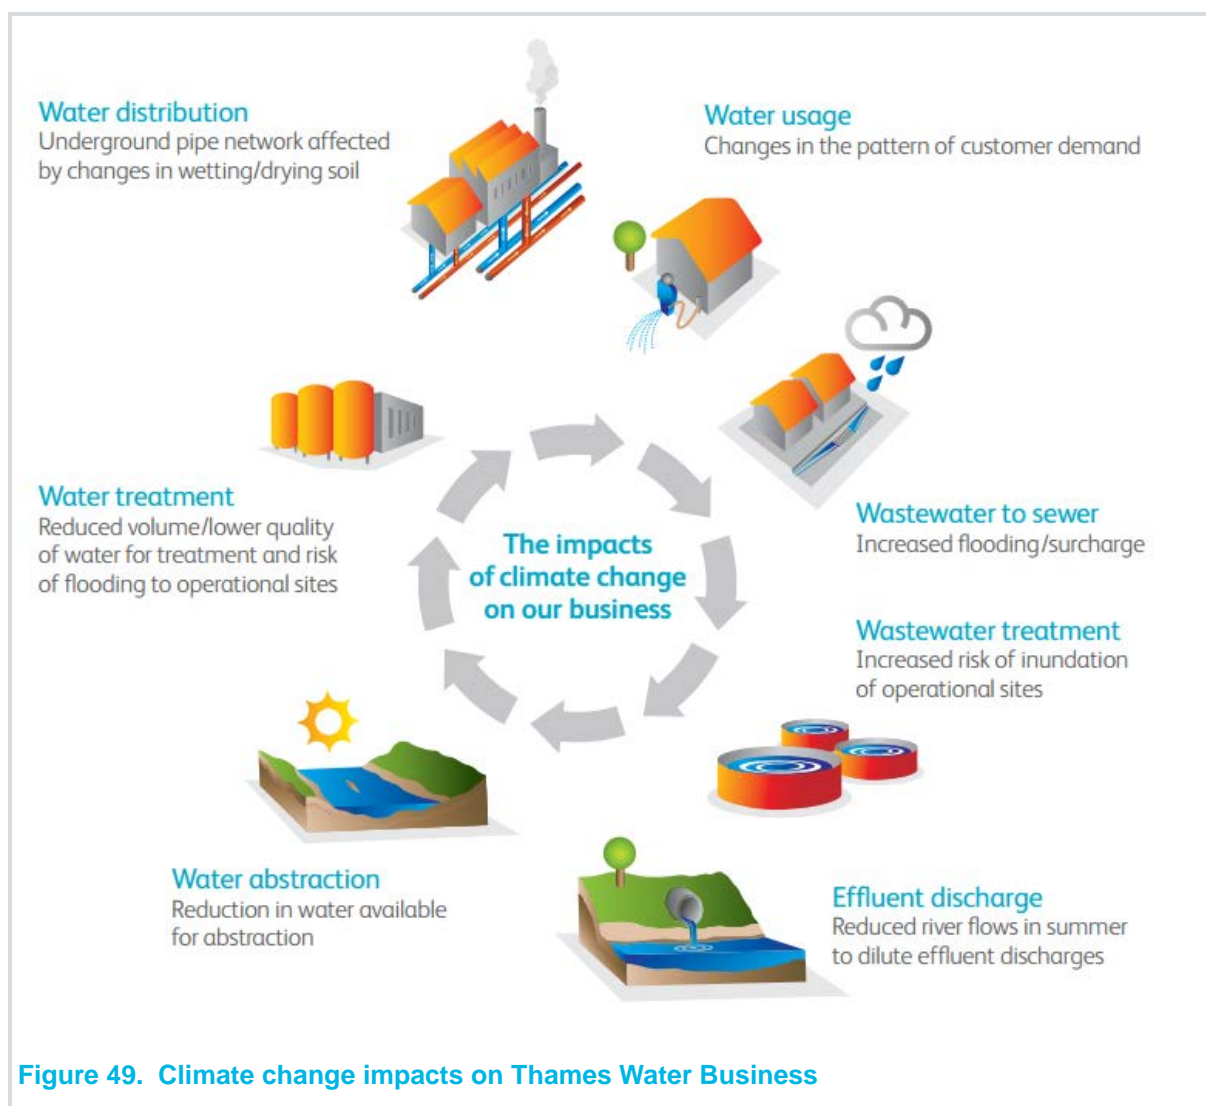 Water distribution
Underground pipe network affected
by changes in wetting/drying soil
Water usage
Changes in the pattern of customer demand
Water treatment
Reduced volume/lower quality
of water for treatment and risk
of flooding to operational sites
The impacts
of climate change
on our business
Wastewater to sewer
Increased flooding/surcharge
Wastewater treatment
Increased risk of inundation
of operational sites
Water abstraction
Reduction in water available
for abstraction
Effluent discharge
Reduced river flows in summer
to dilute effluent discharges
Figure 49. Climate change impacts on Thames Water Business